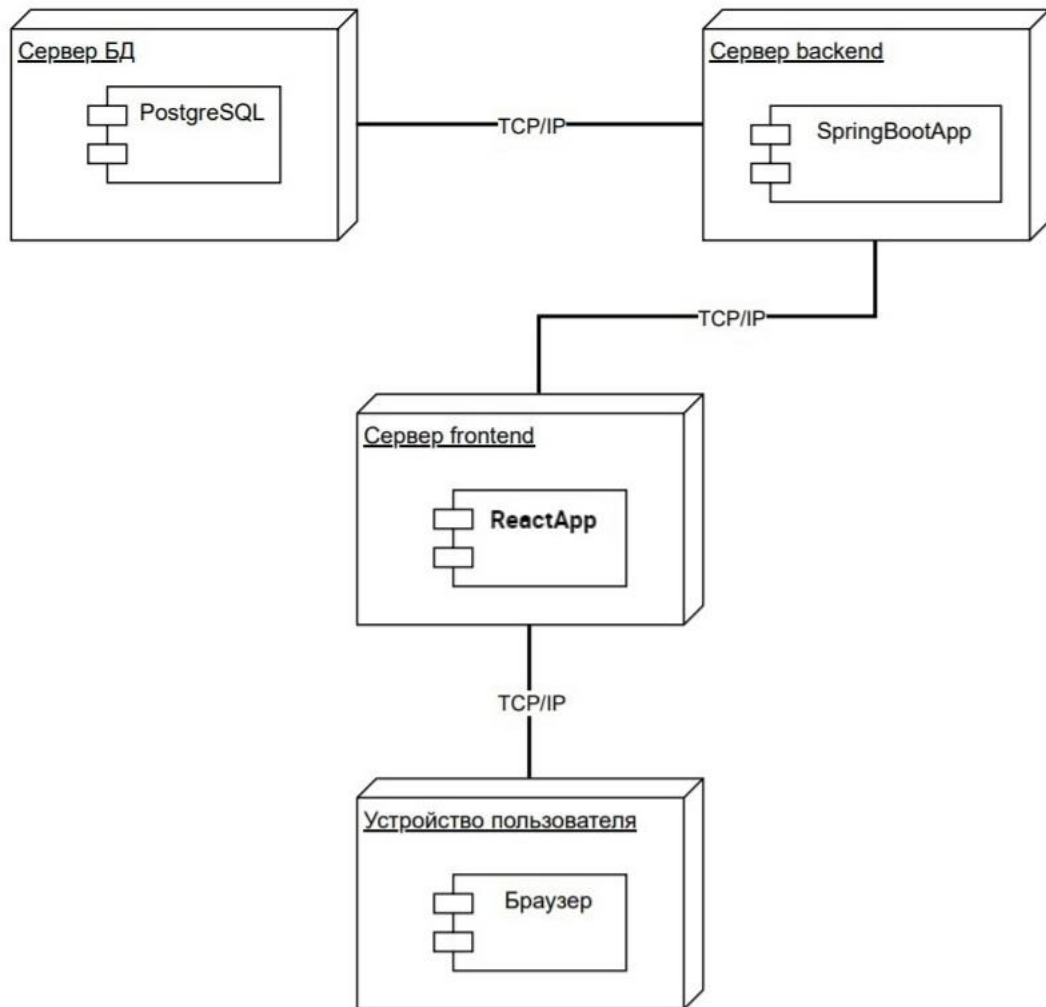 Сервер БД
PostgreSQL
TCP/IP
Сервер backend
SpringBootApp
TCP/IP
Сервер frontend
ReactApp
TCP/IP
Устройство пользователя
Браузер